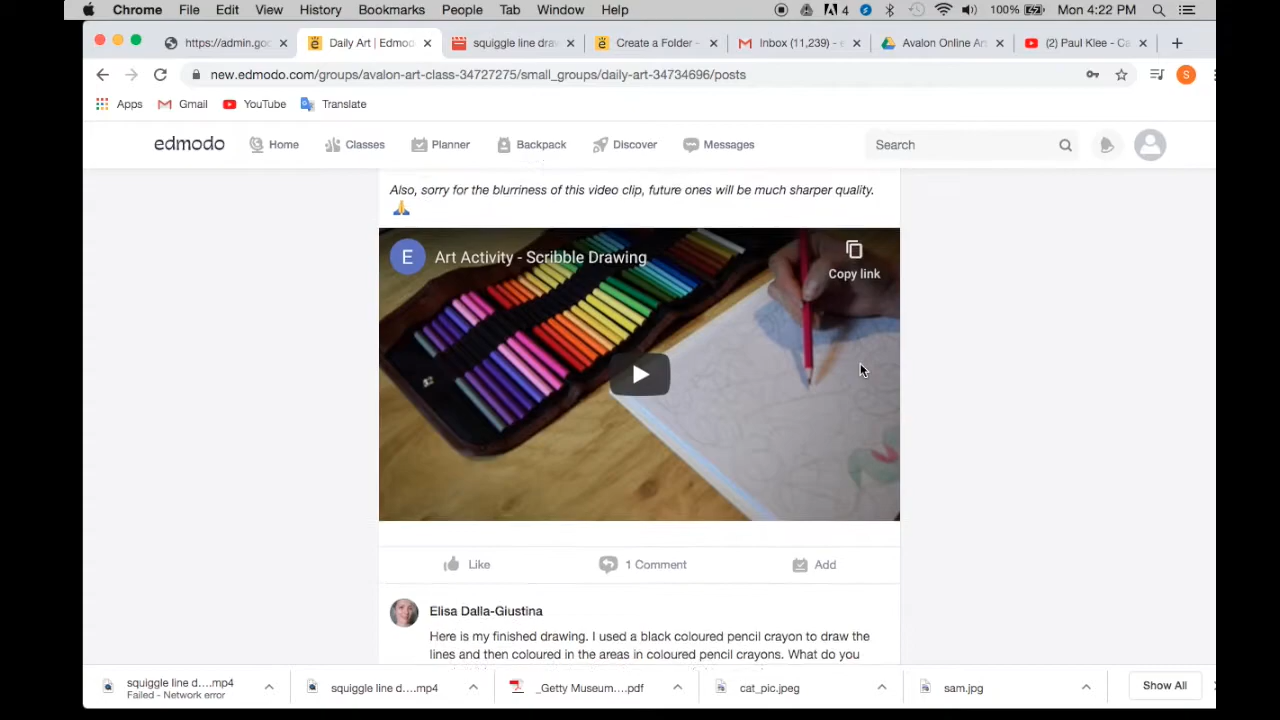 Chrome File Edit View History Bookmarks People Tab Window Help 4 100% Mon 4:22 PM
https://admin.goo Daily Art | Edmod squiggle line dra Create a Folder - Inbox (11,239) - e Avalon Online Ar (2) Paul Klee - Ca
new.edmodo.com/groups/avalon-art-class-34727275/small_groups/daily-art-34734696/posts S
Apps Gmail YouTube Translate
edmodo Home Classes Planner Backpack Discover Messages Search
Also, sorry for the blurriness of this video clip, future ones will be much sharper quality.
🙏
E Art Activity - Scribble Drawing
Copy link
Like 1 Comment Add
Elisa Dalla-Giustina
Here is my finished drawing. I used a black coloured pencil crayon to draw the
lines and then coloured in the areas in coloured pencil crayons. What do you
squiggle line d....mp4
Failed - Network error
squiggle line d....mp4 _Getty Museum....pdf cat_pic.jpeg sam.jpg Show All